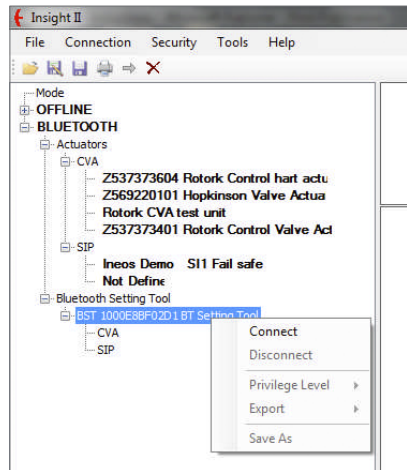 Insight II
File Connection Security Tools Help
Mode
OFFLINE
BLUETOOTH
Actuators
CVA
Z537373604 Rotork Control hart actu
Z569220101 Hopkinson Valve Actua
Rotork CVA test unit
Z537373401 Rotork Control Valve Act
SIP
Ineos Demo SI1 Fail safe
Not Define
Bluetooth Setting Tool
BST 1000E8BF02D1 BT Setting Tool
CVA
SIP
Connect
Disconnect
Privilege Level
Export
Save As